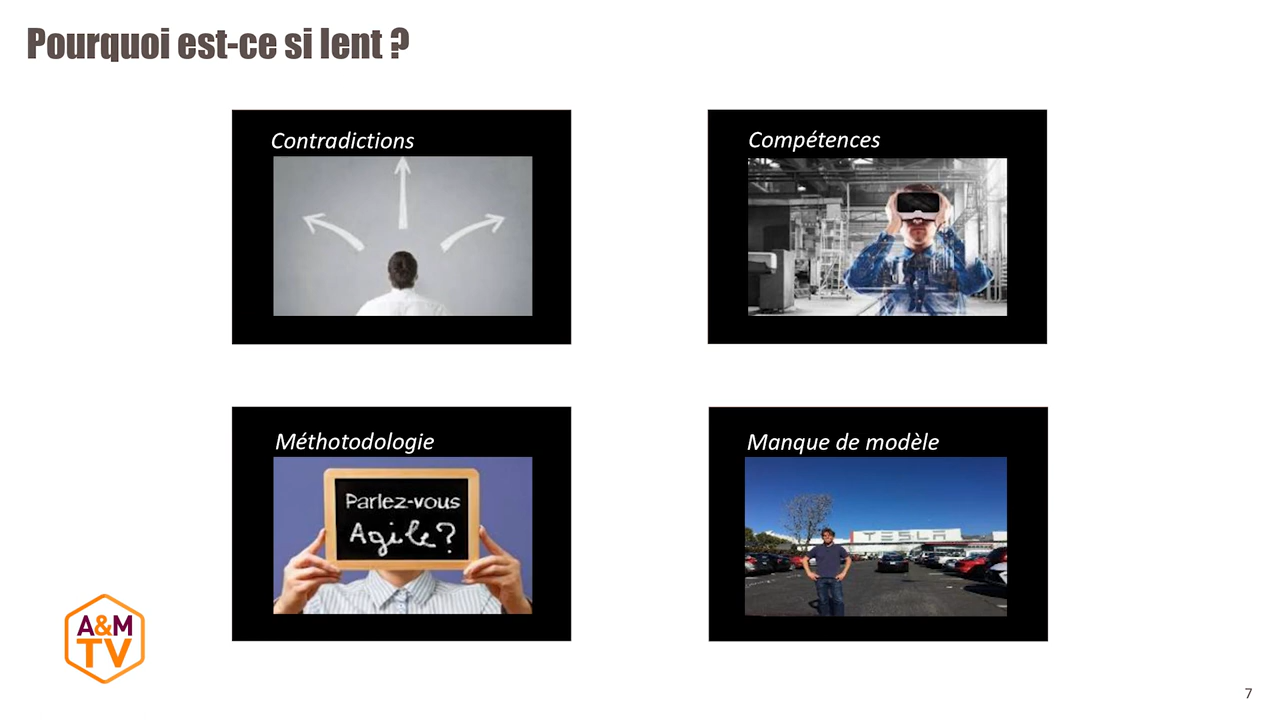 Pourquoi est-ce si lent ?
Contradictions
Compétences
Méthotodologie
Parlez-vous
Agile?
Manque de modèle
TESLA
A&M
TV
7